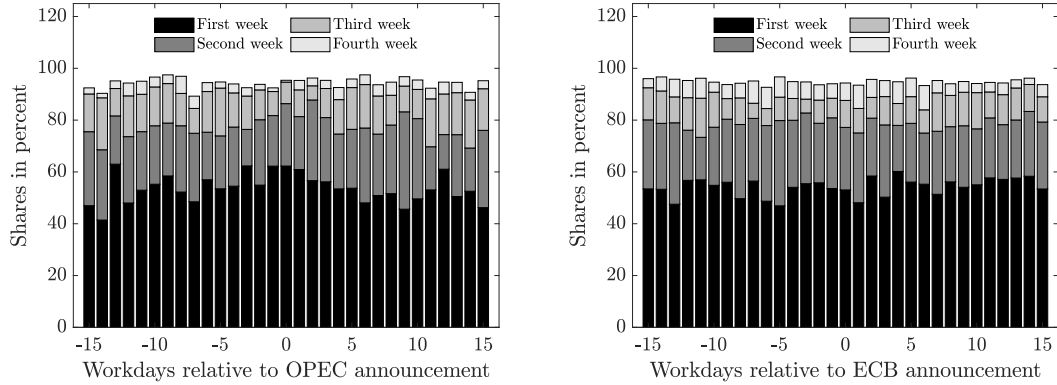 120
100
80
60
40
20
0
Shares in percent
First week
Second week
Third week
Fourth week
-15 -10 -5 0 5 10 15
Workdays relative to OPEC announcement
120
100
80
60
40
20
0
Shares in percent
First week
Second week
Third week
Fourth week
-15 -10 -5 0 5 10 15
Workdays relative to ECB announcement